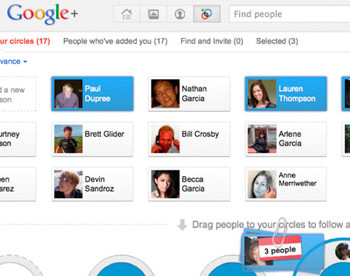 Google+
Find people
ur circles (17) People who've added you (17) Find and Invite (0) Selected (3)
vance
d a new
son
Paul
Dupree
Nathan
Garcia
Lauren
Thompson
urtney
son
Brett Glider
Bill Crosby
Arlene
Garcia
en
arez
Devin
Sandroz
Becca
Garcia
Anne
Merriwether
Drag people to your circles to follow a
3 people